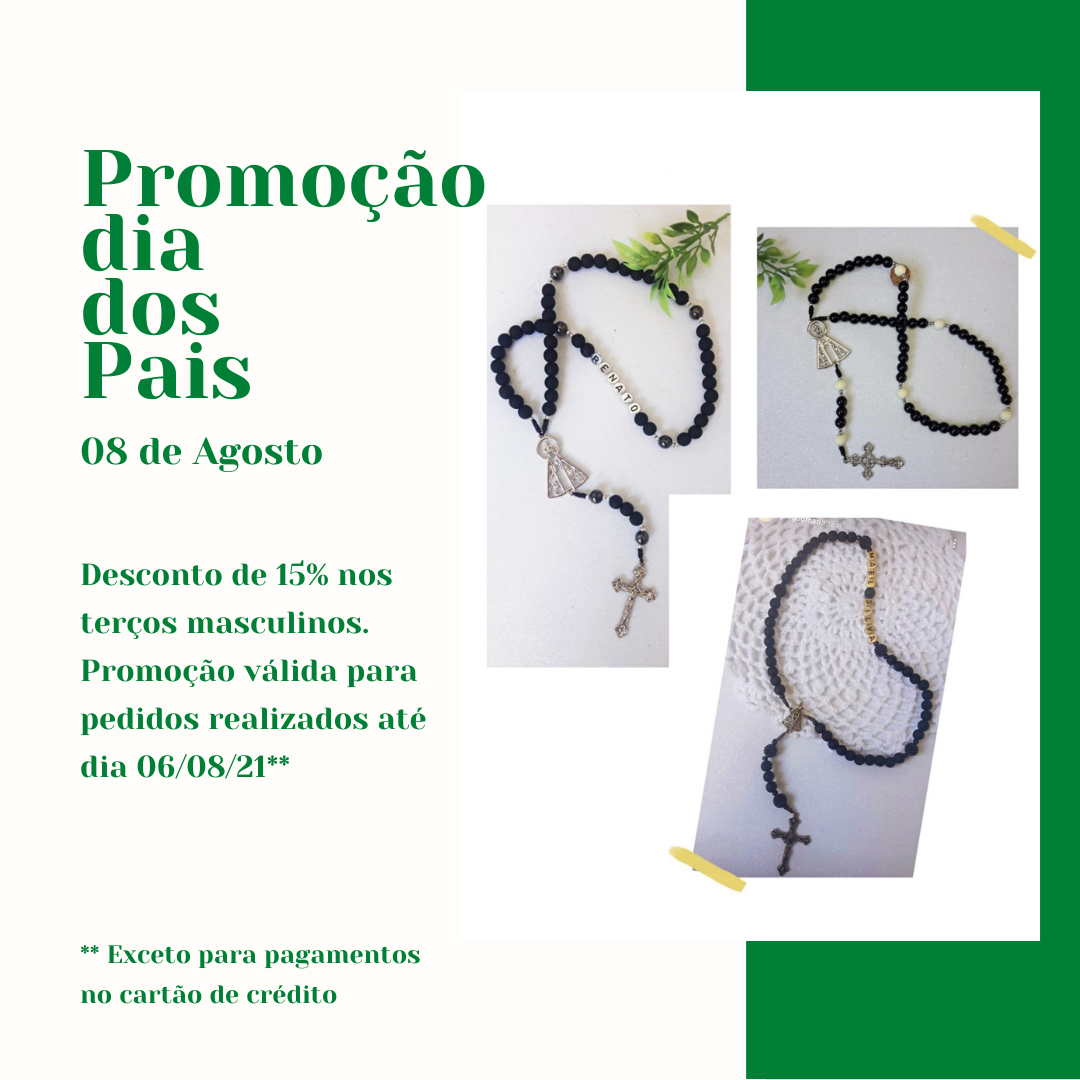 Promoção
dia
dos
Pais
08 de Agosto
Desconto de 15% nos
terços masculinos.
Promoção válida para
pedidos realizados até
dia 06/08/21**
** Exceto para pagamentos
no cartão de crédito
RENATO